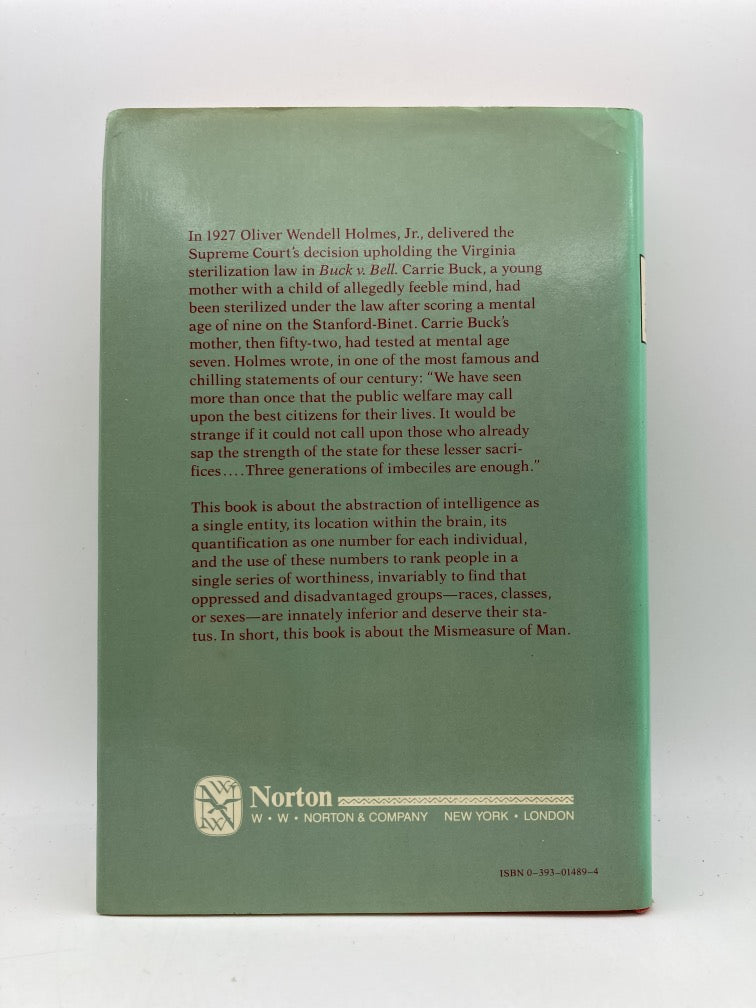 In 1927 Oliver Wendell Holmes, Jr., delivered the
Supreme Court's decision upholding the Virginia
sterilization law in Buck v. Bell. Carrie Buck, a young
mother with a child of allegedly feeble mind, had
been sterilized under the law after scoring a mental
age of nine on the Stanford-Binet. Carrie Buck's
mother, then fifty-two, had tested at mental age
seven. Holmes wrote, in one of the most famous and
chilling statements of our century: "We have seen
more than once that the public welfare may call
upon the best citizens for their lives. It would be
strange if it could not call upon those who already
sap the strength of the state for these lesser sacri-
fices....Three generations of imbeciles are enough."
This book is about the abstraction of intelligence as
a single entity, its location within the brain, its
quantification as one number for each individual,
and the use of these numbers to rank people in a
single series of worthiness, invariably to find that
oppressed and disadvantaged groups—races, classes,
or sexes—are innately inferior and deserve their sta-
tus. In short, this book is about the Mismeasure of Man.
Norton
W • W • NORTON & COMPANY NEW YORK • LONDON
ISBN 0-393-01489-4